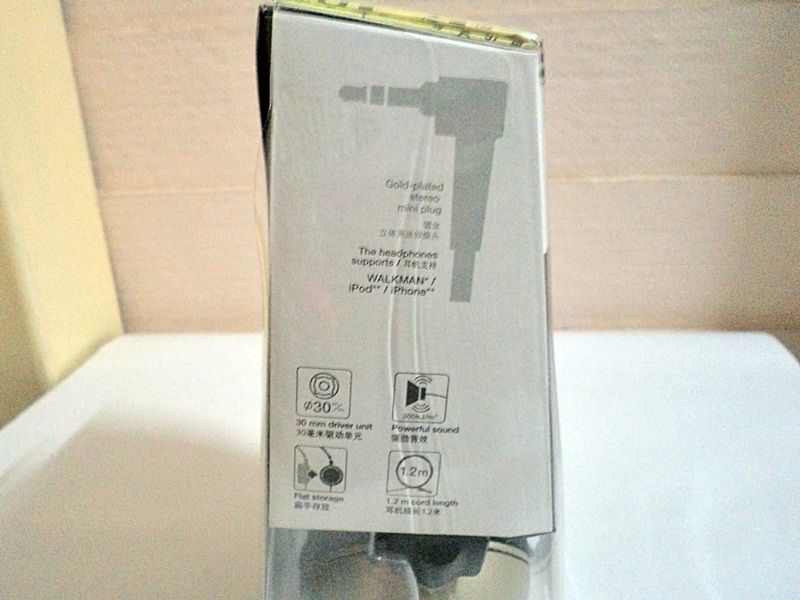 Gold-plated
stereo
mini plug
镀金
立体声迷你插头
The headphones
supports / 耳机支持
WALKMAN* /
iPod** / iPhone**
⌀30mm
360kJ/m³
30 mm driver unit
30毫米驱动单元
Powerful sound
强劲音效
1.2m
Flat storage
扁平存放
1.2 m cord length
耳机线长1.2米